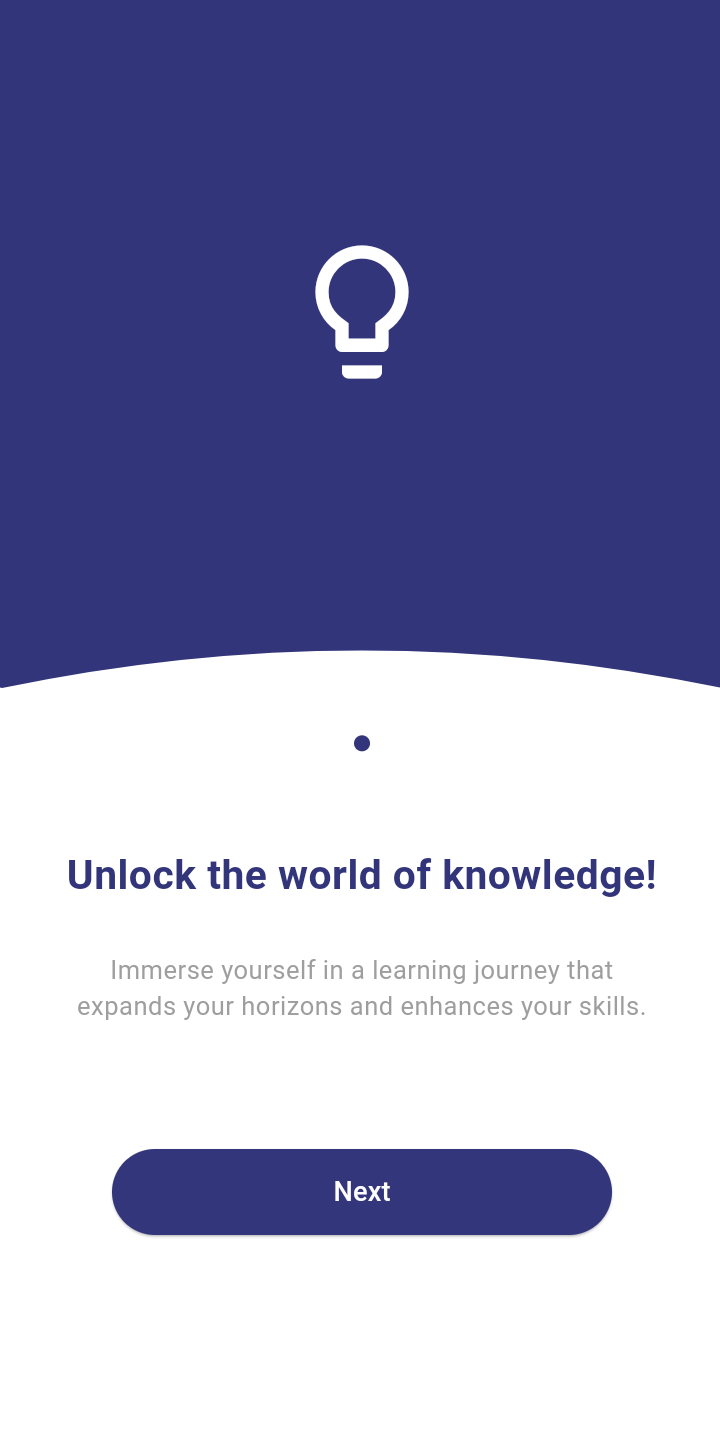 Unlock the world of knowledge!
Immerse yourself in a learning journey that
expands your horizons and enhances your skills.
Next